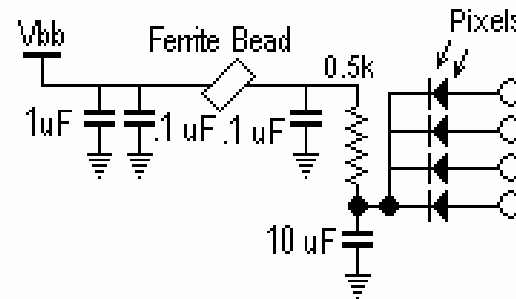 Vbb
Ferrite Bead
Pixels
0.5k
1uF
.1 uF
.1 uF
10 uF